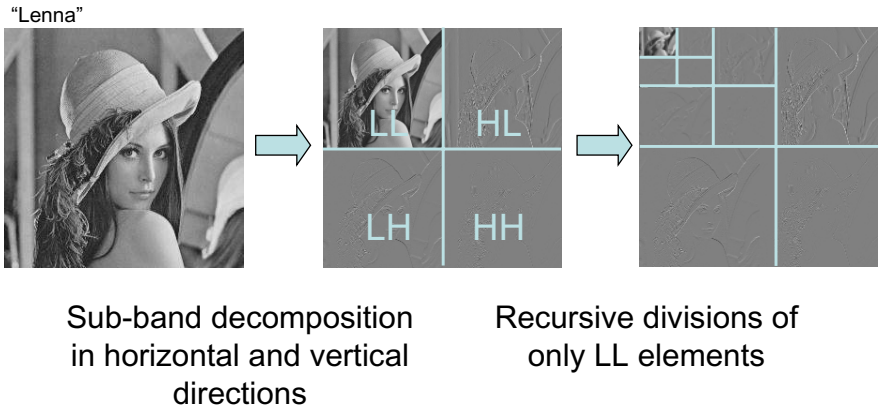 “Lenna”
LL
HL
LH
HH
Sub-band decomposition
in horizontal and vertical
directions
Recursive divisions of
only LL elements